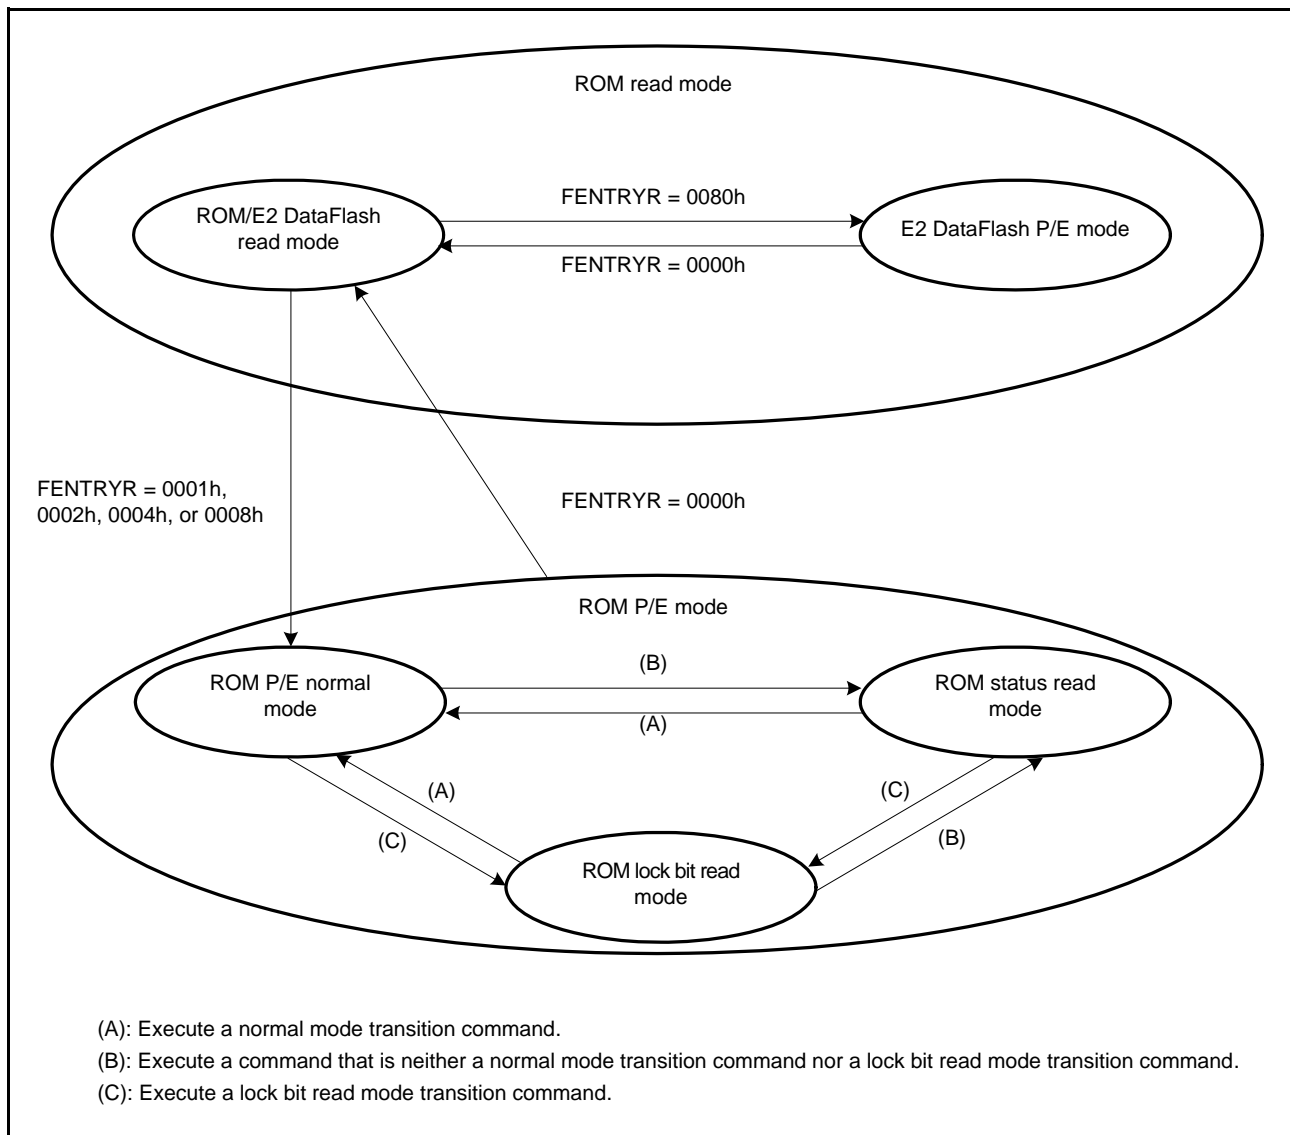 ROM read mode
ROM/E2 DataFlash
read mode
FENTRYR = 0080h
E2 DataFlash P/E mode
FENTRYR = 0000h
FENTRYR = 0001h,
0002h, 0004h, or 0008h
FENTRYR = 0000h
ROM P/E mode
ROM P/E normal
mode
(B)
ROM status read
mode
(A)
(A)
(C)
(C)
(B)
ROM lock bit read
mode
(A): Execute a normal mode transition command.
(B): Execute a command that is neither a normal mode transition command nor a lock bit read mode transition command.
(C): Execute a lock bit read mode transition command.